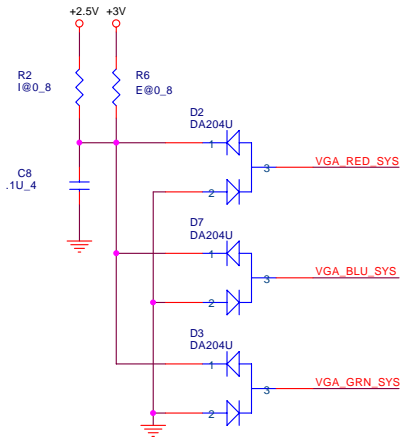 +2.5V +3V
R2 R6
I@0_8 E@0_8
D2
DA204U
1
3 VGA_RED_SYS
C8
.1U_4
2
D7
DA204U
1
3 VGA_BLU_SYS
2
D3
DA204U
1
3 VGA_GRN_SYS
2